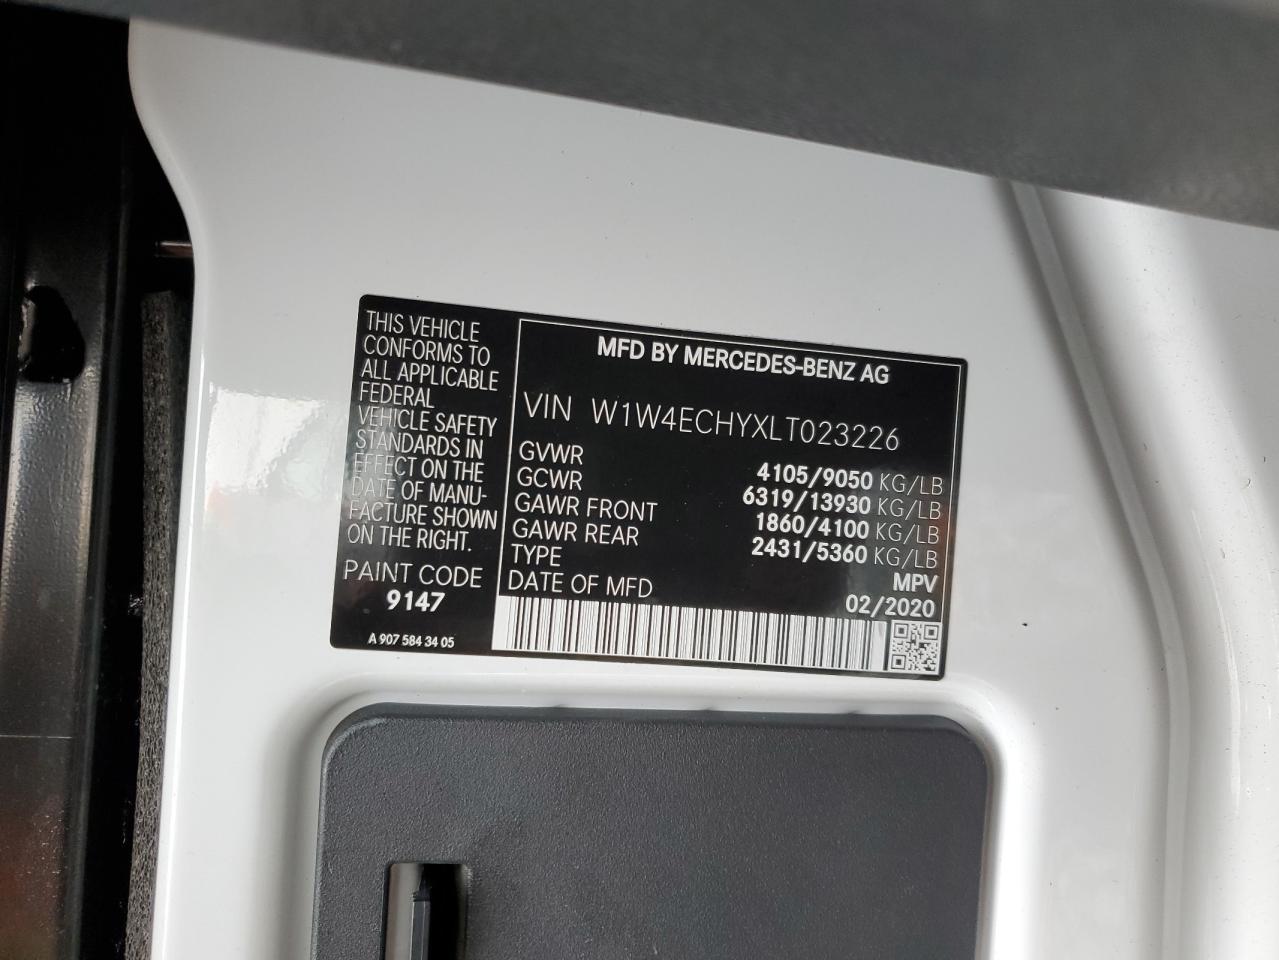 THIS VEHICLE
CONFORMS TO
ALL APPLICABLE
FEDERAL
VEHICLE SAFETY
STANDARDS IN
EFFECT ON THE
DATE OF MANU-
FACTURE SHOWN
ON THE RIGHT.
PAINT CODE
9147
A 907 584 34 05
MFD BY MERCEDES-BENZ AG
VIN W1W4ECHYXLT023226
GVWR 4105/9050 KG/LB
GCWR 6319/13930 KG/LB
GAWR FRONT 1860/4100 KG/LB
GAWR REAR 2431/5360 KG/LB
TYPE MPV
DATE OF MFD 02/2020